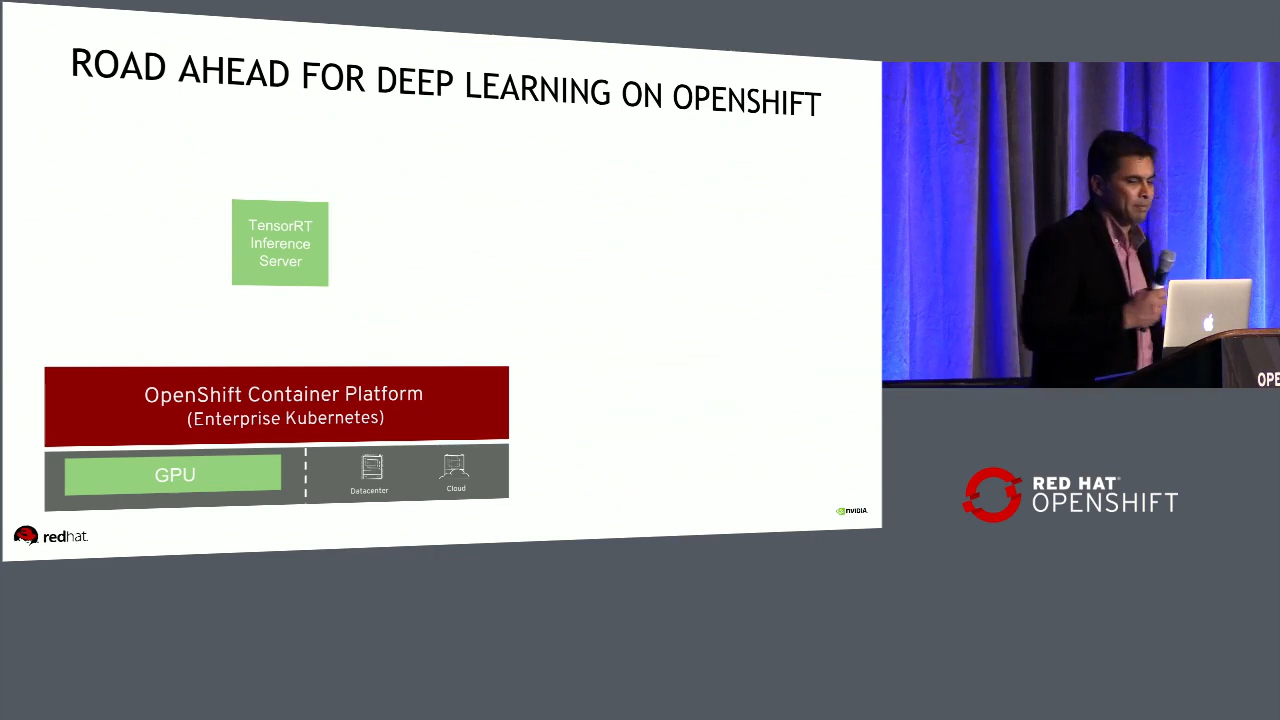 ROAD AHEAD FOR DEEP LEARNING ON OPENSHIFT
TensorRT
Inference
Server
OpenShift Container Platform
(Enterprise Kubernetes)
GPU
Datacenter
Cloud
NVIDIA
redhat.
OPE
RED HAT
OPENSHIFT